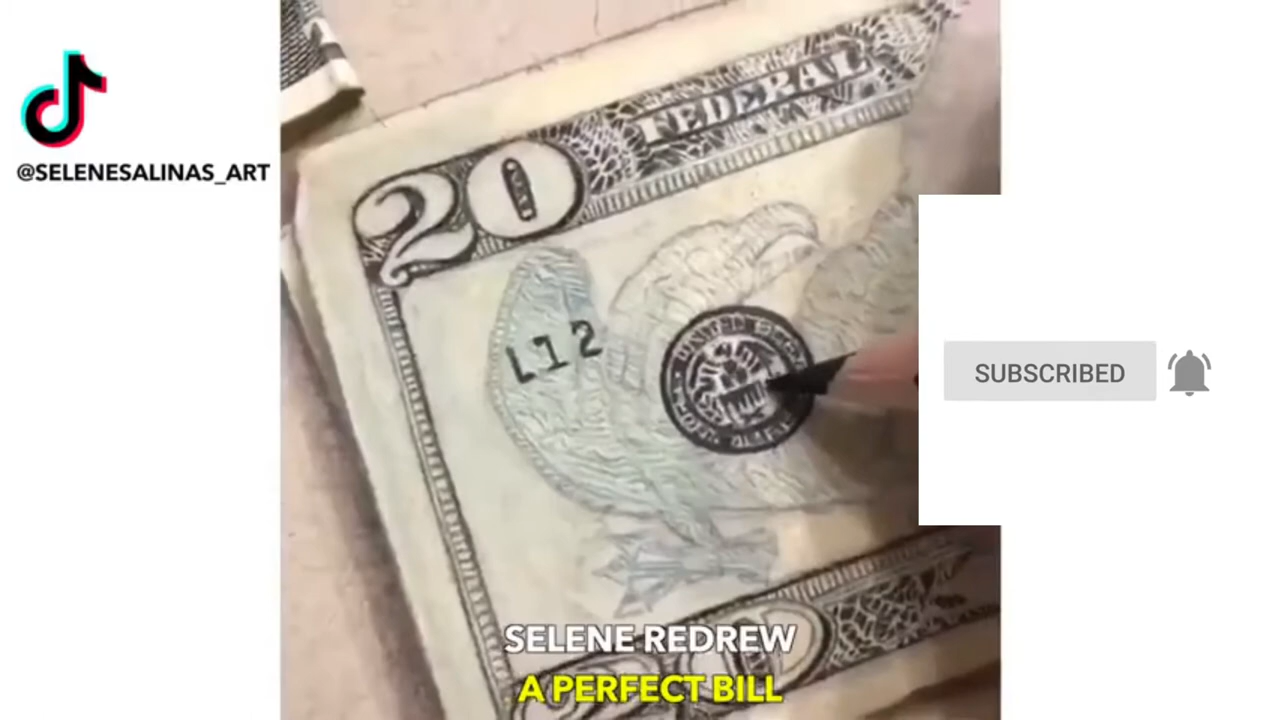 @SELENESALINAS_ART
20
FEDERAL
L12
SUBSCRIBED
SELENE REDREW
A PERFECT BILL